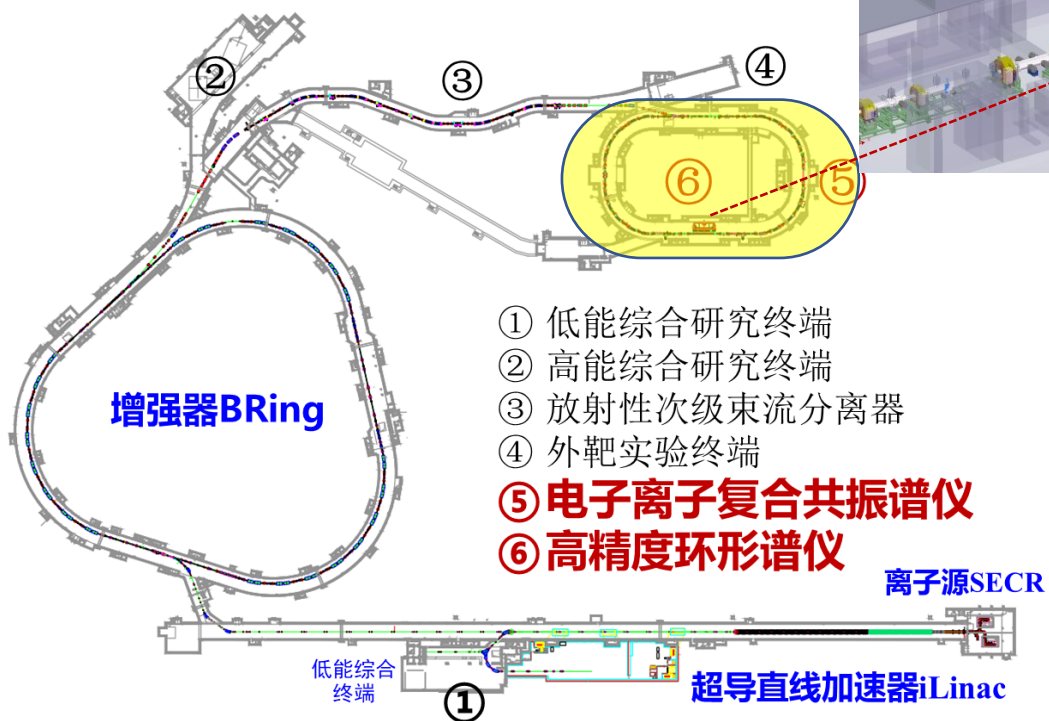 ②
③
④
⑥
⑤
增强器BRing
① 低能综合研究终端
② 高能综合研究终端
③ 放射性次级束流分离器
④ 外靶实验终端
⑤电子离子复合共振谱仪
⑥高精度环形谱仪
离子源SECR
低能综合
终端
超导直线加速器iLinac
①